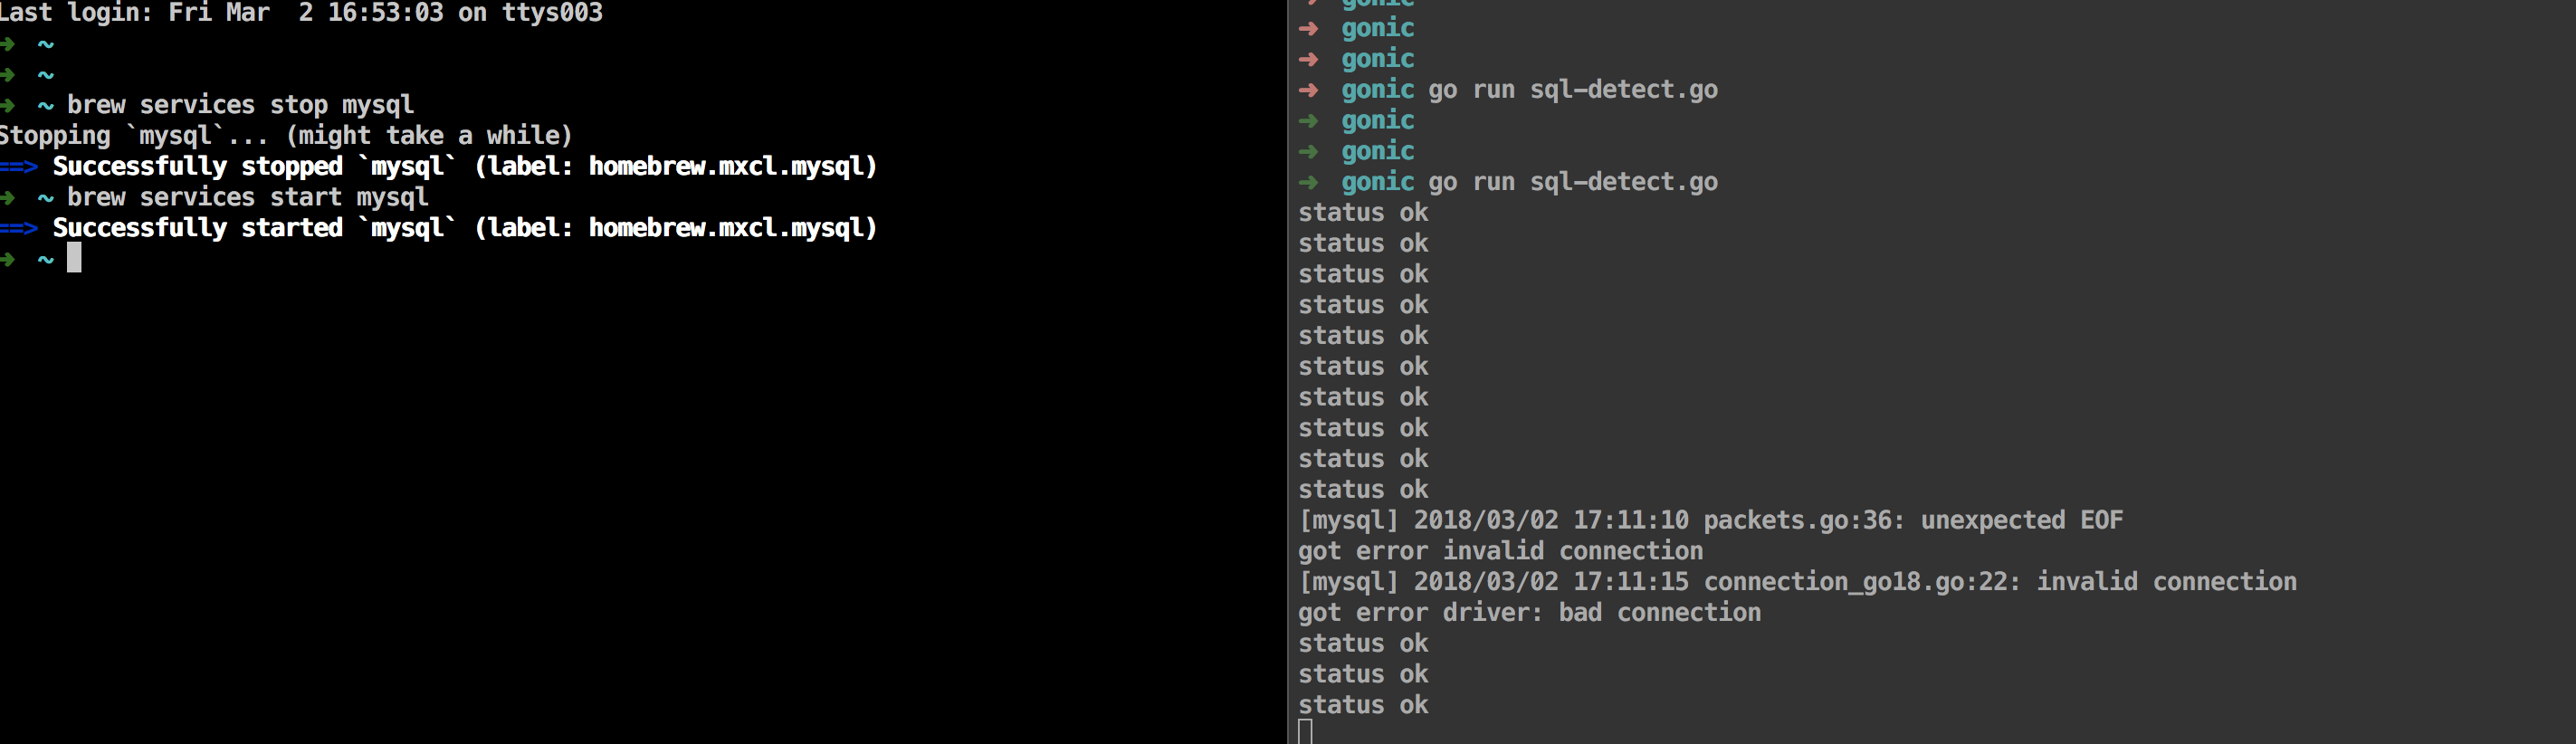 Last login: Fri Mar  2 16:53:03 on ttys003
➜  ~
➜  ~
➜  ~ brew services stop mysql
Stopping `mysql`... (might take a while)
==> Successfully stopped `mysql` (label: homebrew.mxcl.mysql)
➜  ~ brew services start mysql
==> Successfully started `mysql` (label: homebrew.mxcl.mysql)
➜  ~
➜  gonic
➜  gonic
➜  gonic
➜  gonic go run sql-detect.go
➜  gonic
➜  gonic
➜  gonic go run sql-detect.go
status ok
status ok
status ok
status ok
status ok
status ok
status ok
status ok
status ok
status ok
[mysql] 2018/03/02 17:11:10 packets.go:36: unexpected EOF
got error invalid connection
[mysql] 2018/03/02 17:11:15 connection_go18.go:22: invalid connection
got error driver: bad connection
status ok
status ok
status ok